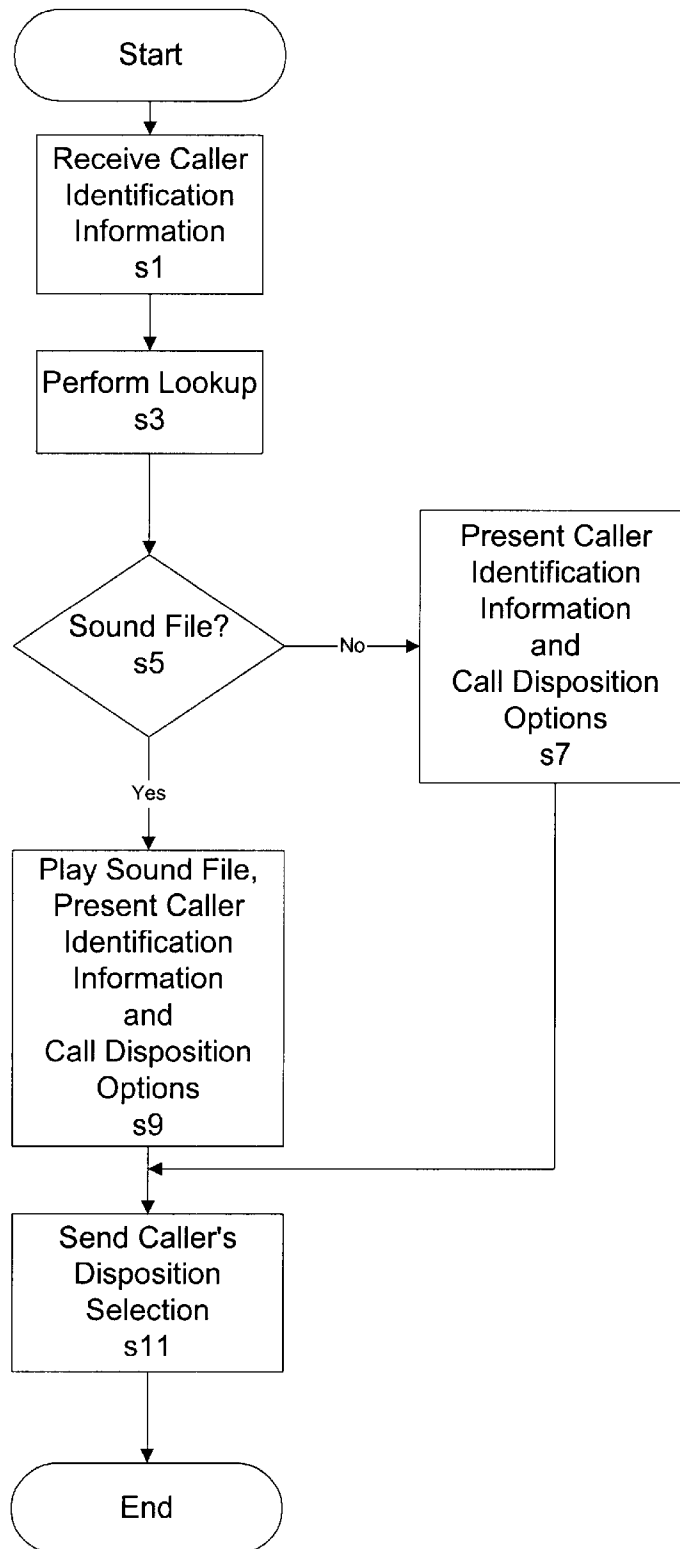 Start
Receive Caller
Identification
Information
s1
Perform Lookup
s3
Sound File?
s5
No
Present Caller
Identification
Information
and
Call Disposition
Options
s7
Yes
Play Sound File,
Present Caller
Identification
Information
and
Call Disposition
Options
s9
Send Caller's
Disposition
Selection
s11
End